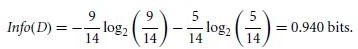 Info(D) = −9/14 log₂ (9/14) − 5/14 log₂ (5/14) = 0.940 bits.